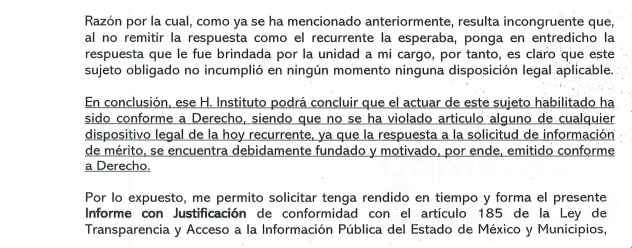 Razón por la cual, como ya se ha mencionado anteriormente, resulta incongruente que,
al no remitir la respuesta como el recurrente la esperaba, ponga en entredicho la
respuesta que le fue brindada por la unidad a mi cargo, por tanto, es claro que este
sujeto obligado no incumplió en ningún momento ninguna disposición legal aplicable.
En conclusión, ese H. Instituto podrá concluir que el actuar de este sujeto habilitado ha
sido conforme a Derecho, siendo que no se ha violado articulo alguno de cualquier
dispositivo legal de la hoy recurrente, ya que la respuesta a la solicitud de información
de mérito, se encuentra debidamente fundado y motivado, por ende, emitido conforme
a Derecho.
Por lo expuesto, me permito solicitar tenga rendido en tiempo y forma el presente
Informe con Justificación de conformidad con el artículo 185 de la Ley de
Transparencia y Acceso a la Información Pública del Estado de México y Municipios,